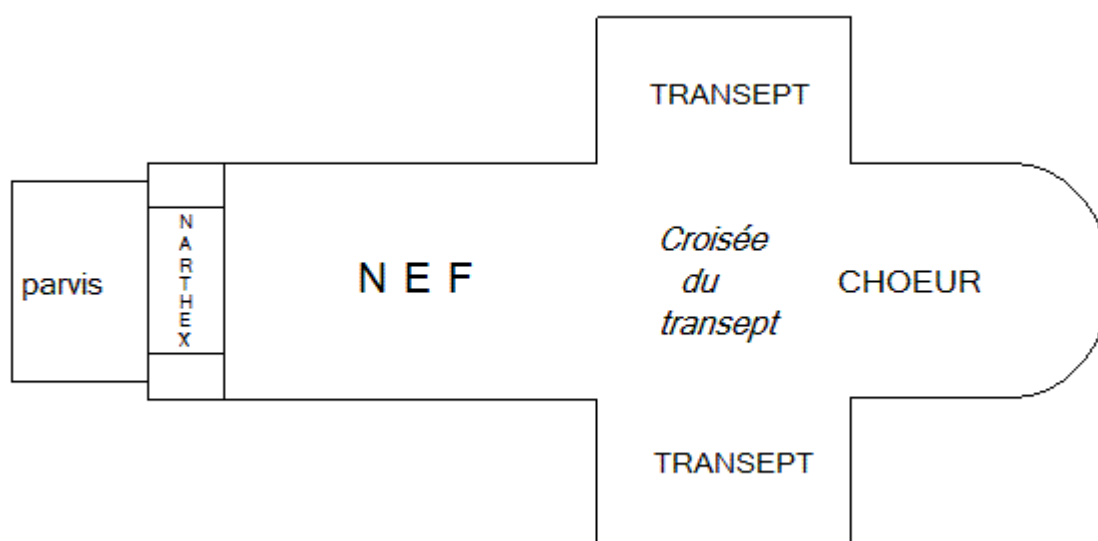 TRANSEPT
parvis
NARTHEX
N E F
Croisée
du
transept
CHOEUR
TRANSEPT